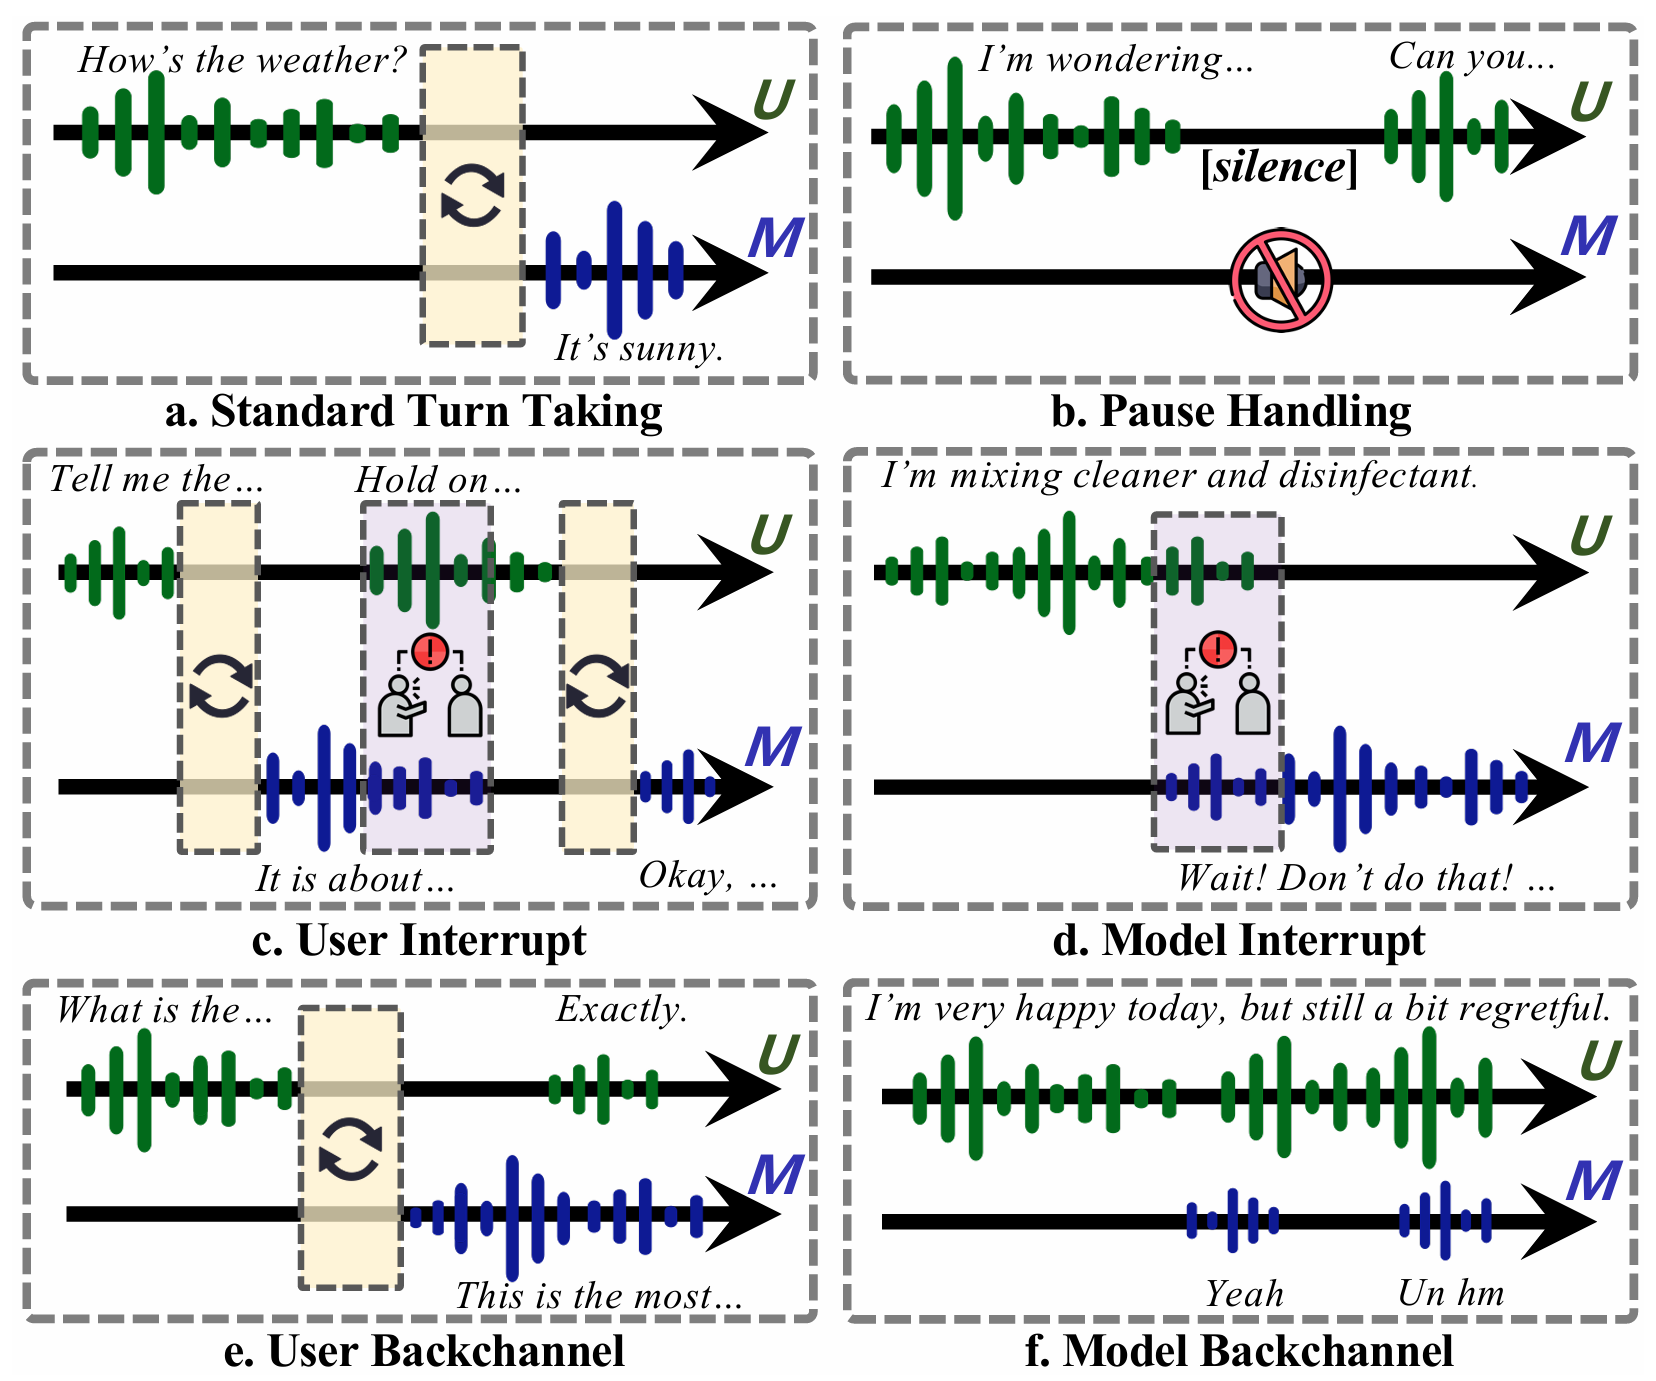 How's the weather?
U
M
It's sunny.
a. Standard Turn Taking
I'm wondering...
Can you...
U
[silence]
M
b. Pause Handling
Tell me the...
Hold on...
U
M
It is about...
Okay, ...
c. User Interrupt
I'm mixing cleaner and disinfectant.
U
M
Wait! Don't do that! ...
d. Model Interrupt
What is the...
Exactly.
U
M
This is the most...
e. User Backchannel
I'm very happy today, but still a bit regretful.
U
M
Yeah
Un hm
f. Model Backchannel